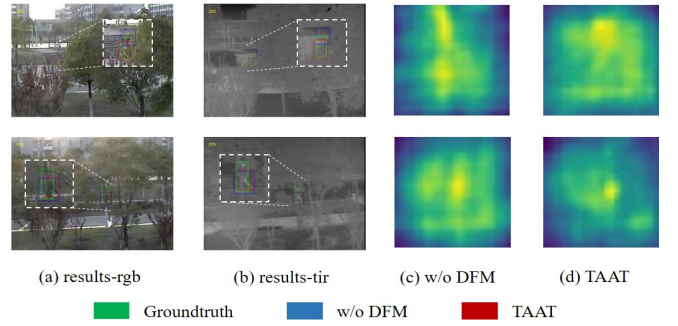 (a) results-rgb (b) results-tir (c) w/o DFM (d) TAAT
Groundtruth w/o DFM TAAT